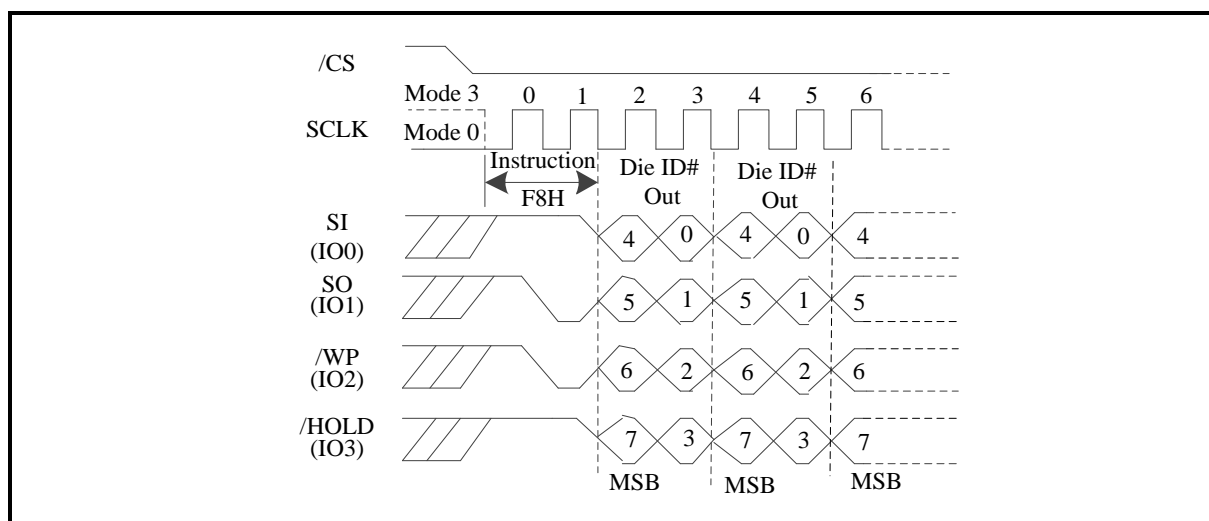 /CS
Mode 3 0 1 2 3 4 5 6
SCLK Mode 0
Instruction Die ID# Die ID#
F8H Out Out
SI
(IO0) 4 0 4 0 4
SO
(IO1) 5 1 5 1 5
/WP
(IO2) 6 2 6 2 6
/HOLD
(IO3) 7 3 7 3 7
MSB MSB MSB